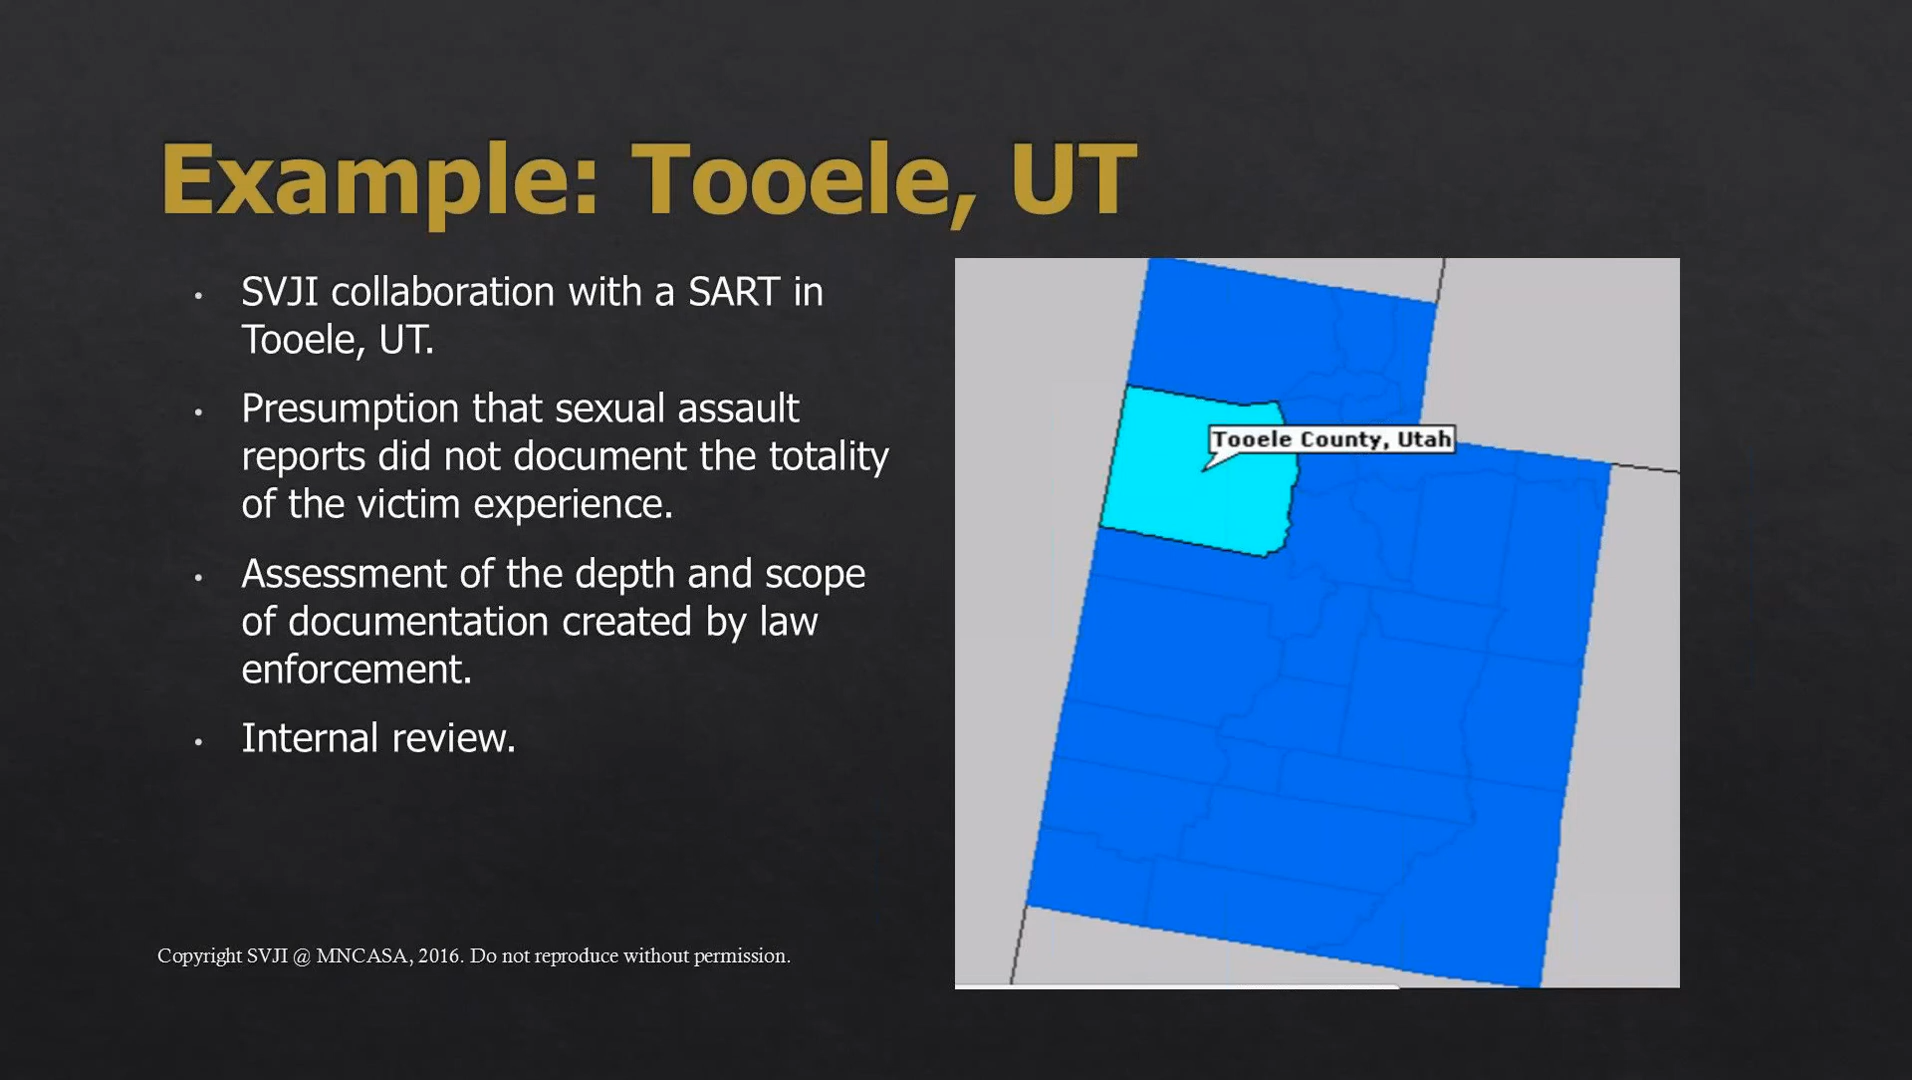 Example: Tooele, UT
• SVJI collaboration with a SART in
Tooele, UT.
• Presumption that sexual assault
reports did not document the totality
of the victim experience.
• Assessment of the depth and scope
of documentation created by law
enforcement.
• Internal review.
Tooele County, Utah
Copyright SVJI @ MNCASA, 2016. Do not reproduce without permission.